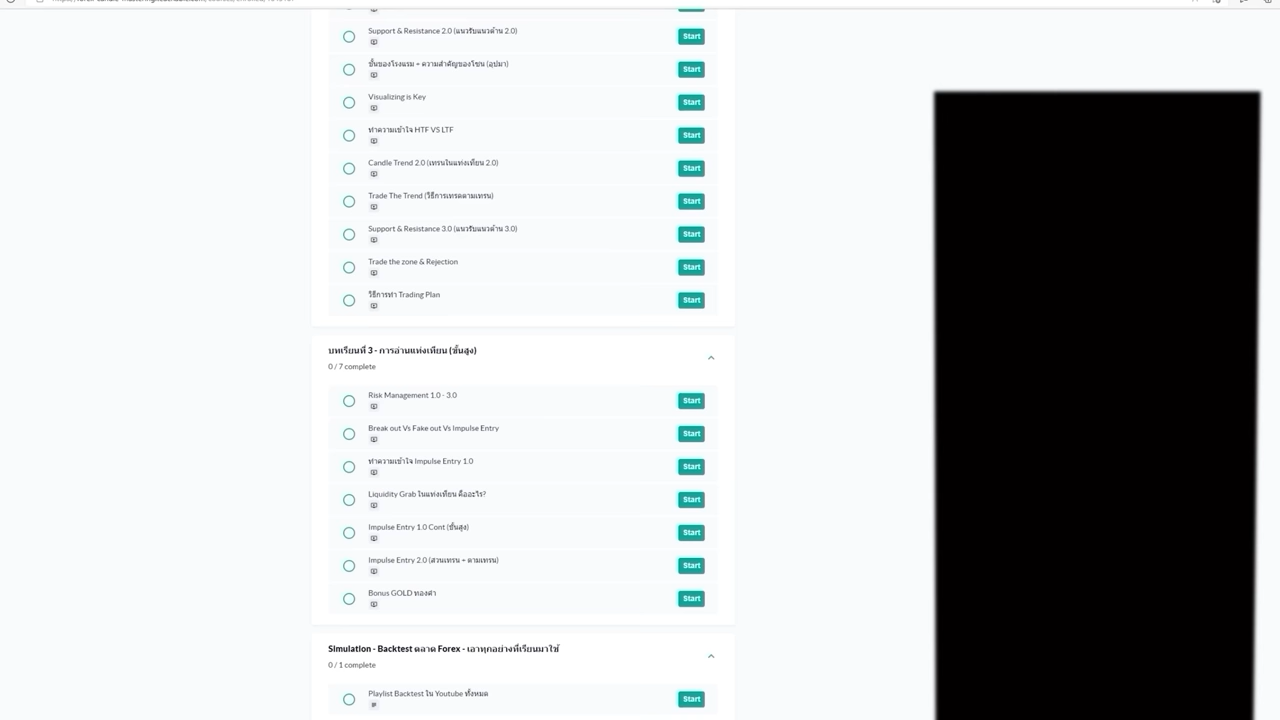 Support & Resistance 2.0 (แนวรับแนวต้าน 2.0)
Start
ชั้นของโรงแรม + ความสำคัญของโซน (อุปมา)
Start
Visualizing is Key
Start
ทำความเข้าใจ HTF VS LTF
Start
Candle Trend 2.0 (เทรนในแท่งเทียน 2.0)
Start
Trade The Trend (วิธีการเทรดตามเทรน)
Start
Support & Resistance 3.0 (แนวรับแนวต้าน 3.0)
Start
Trade the zone & Rejection
Start
วิธีการทำ Trading Plan
Start
บทเรียนที่ 3 - การอ่านแท่งเทียน (ชั้นสูง)
0 / 7 complete
Risk Management 1.0 - 3.0
Start
Break out Vs Fake out Vs Impulse Entry
Start
ทำความเข้าใจ Impulse Entry 1.0
Start
Liquidity Grab ในแท่งเทียน คืออะไร?
Start
Impulse Entry 1.0 Cont (ชั้นสูง)
Start
Impulse Entry 2.0 (สวนเทรน + ตามเทรน)
Start
Bonus GOLD ทองคำ
Start
Simulation - Backtest ตลาด Forex - เอาทุกอย่างที่เรียนมาใช้
0 / 1 complete
Playlist Backtest ใน Youtube ทั้งหมด
Start